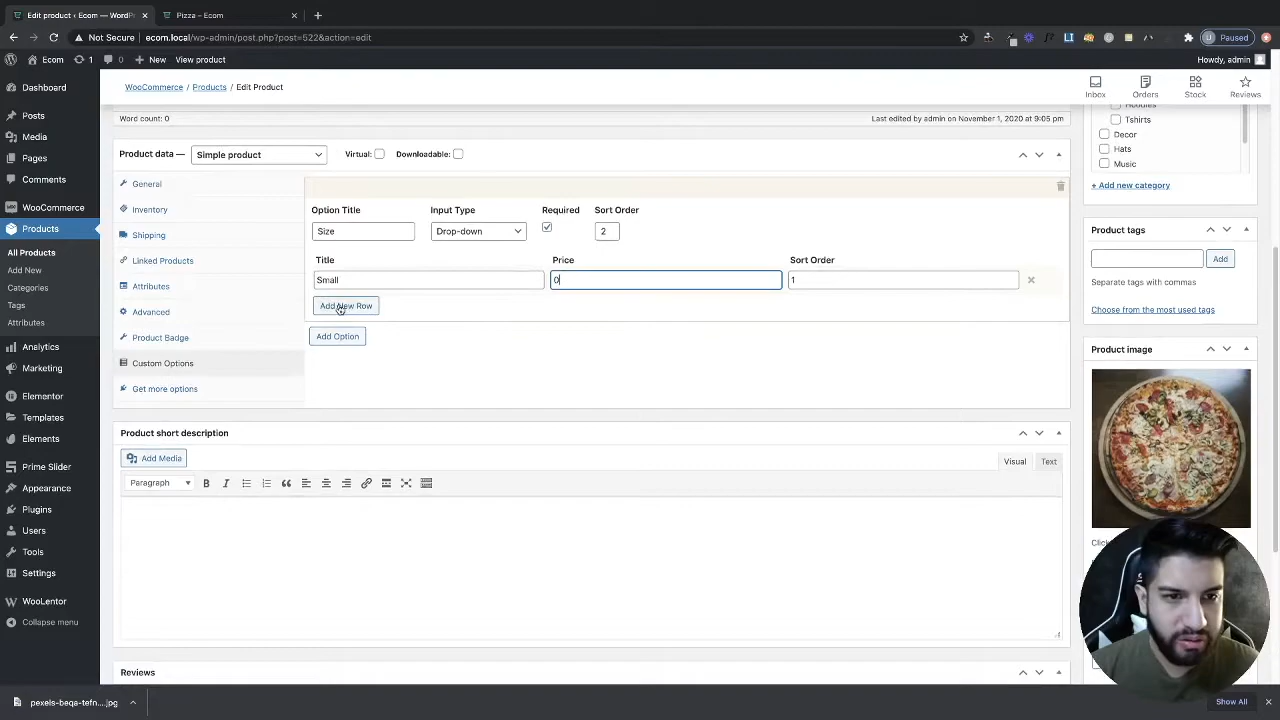 Edit product ‹ Ecom — WordPr
Pizza – Ecom
Not Secure
ecom.local/wp-admin/post.php?post=522&action=edit
Paused
Ecom
1
0
New
View product
Howdy, admin
Dashboard
Posts
Media
Pages
Comments
WooCommerce
Products
All Products
Add New
Categories
Tags
Attributes
Analytics
Marketing
Elementor
Templates
Elements
Prime Slider
Appearance
Plugins
Users
Tools
Settings
WooLentor
Collapse menu
WooCommerce / Products / Edit Product
Inbox
Orders
Stock
Reviews
Word count: 0
Last edited by admin on November 1, 2020 at 9:05 pm
Product data —
Simple product
Virtual:
Downloadable:
General
Inventory
Shipping
Linked Products
Attributes
Advanced
Product Badge
Custom Options
Get more options
Option Title
Input Type
Required
Sort Order
Size
Drop-down
2
Title
Price
Sort Order
Small
0
1
Add New Row
Add Option
Product short description
Add Media
Visual
Text
Paragraph
Reviews
Hoodies
Tshirts
Decor
Hats
Music
+ Add new category
Product tags
Add
Separate tags with commas
Choose from the most used tags
Product image
pexels-beqa-tefn....jpg
Show All